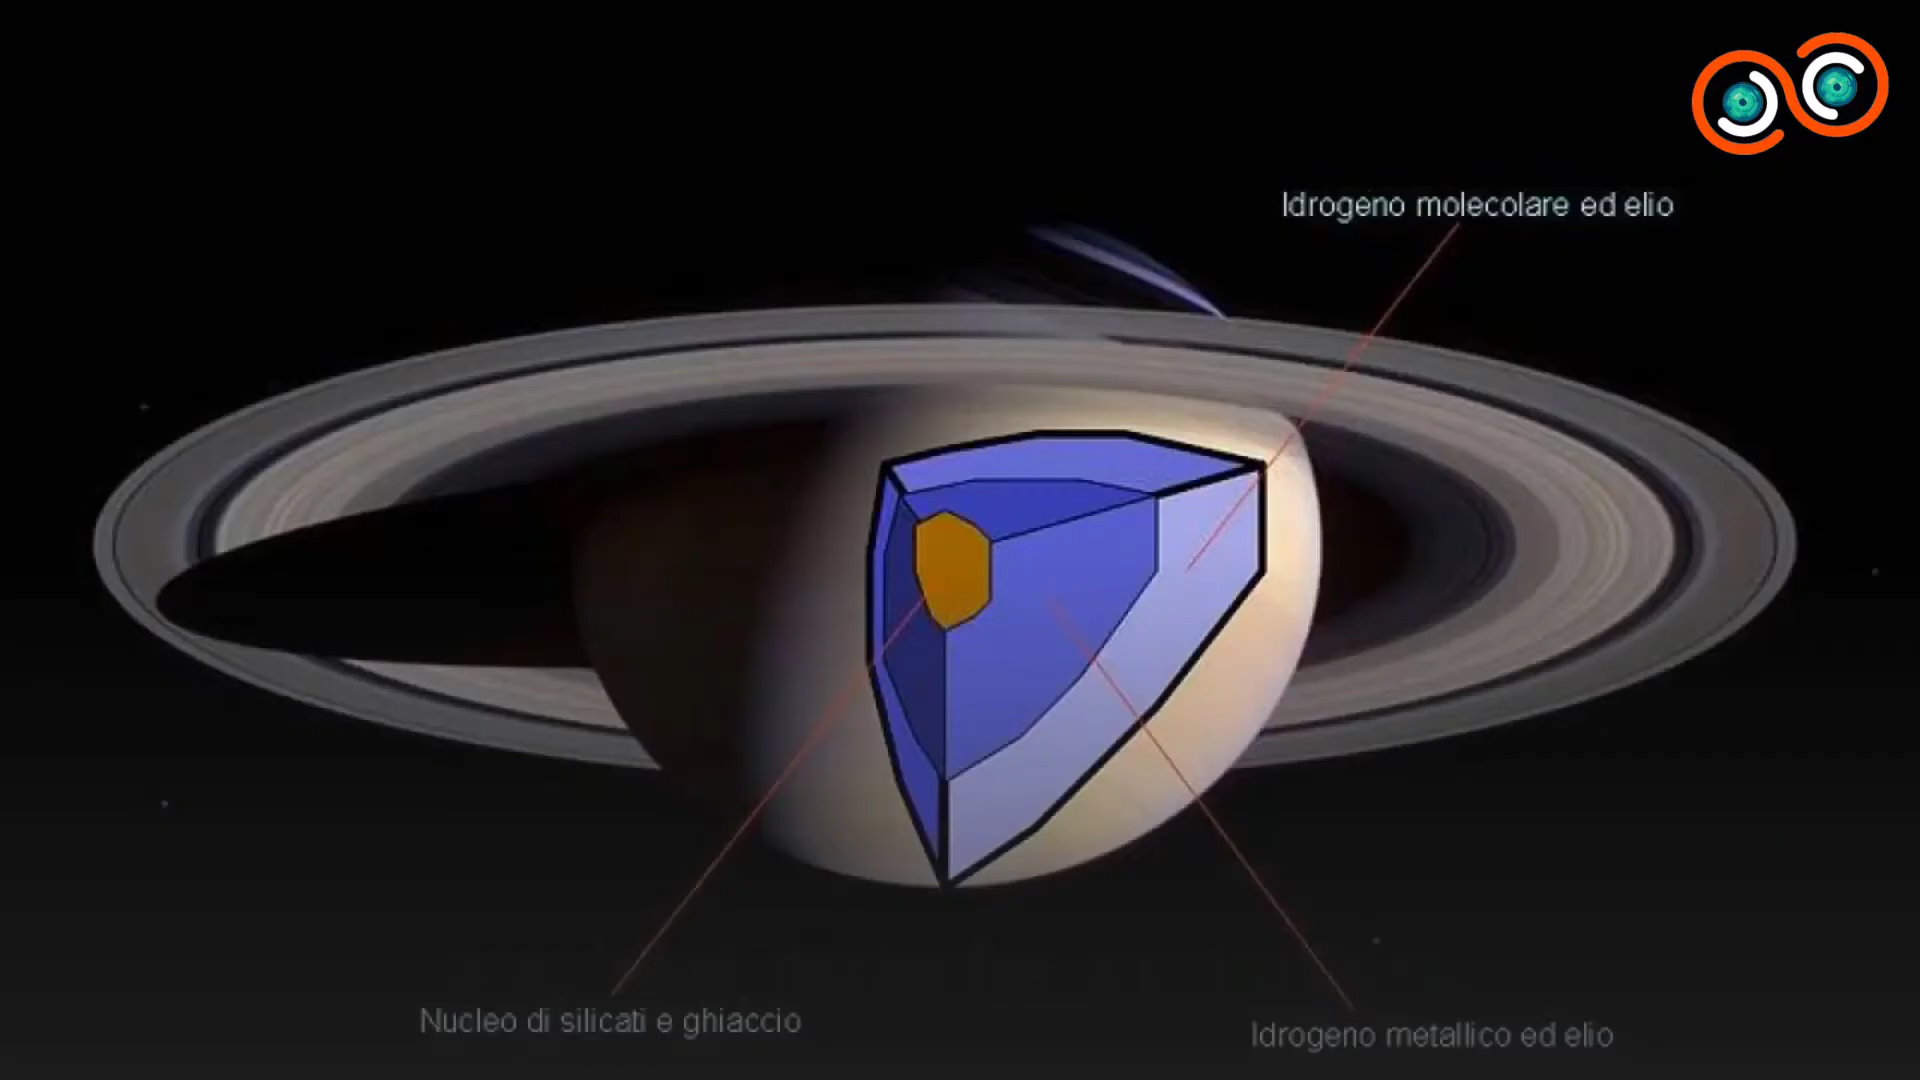 Idrogeno molecolare ed elio
Nucleo di silicati e ghiaccio
Idrogeno metallico ed elio